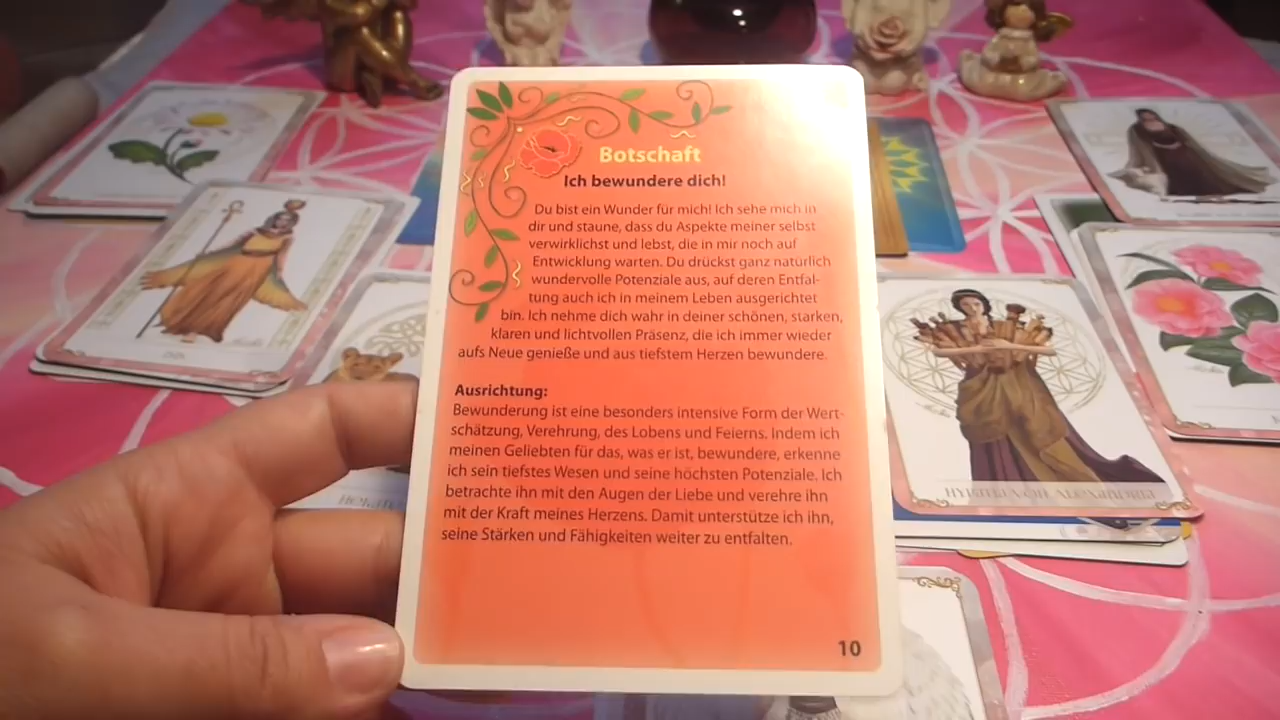 Botschaft
Ich bewundere dich!
Du bist ein Wunder für mich! Ich sehe mich in
dir und staune, dass du Aspekte meiner selbst
verwirklichst und lebst, die in mir noch auf
Entwicklung warten. Du drückst ganz natürlich
wundervolle Potenziale aus, auf deren Entfal-
tung auch ich in meinem Leben ausgerichtet
bin. Ich nehme dich wahr in deiner schönen, starken,
klaren und lichtvollen Präsenz, die ich immer wieder
aufs Neue genieße und aus tiefstem Herzen bewundere.
Ausrichtung:
Bewunderung ist eine besonders intensive Form der Wert-
schätzung, Verehrung, des Lobens und Feierns. Indem ich
meinen Geliebten für das, was er ist, bewundere, erkenne
ich sein tiefstes Wesen und seine höchsten Potenziale. Ich
betrachte ihn mit den Augen der Liebe und verehre ihn
mit der Kraft meines Herzens. Damit unterstütze ich ihn,
seine Stärken und Fähigkeiten weiter zu entfalten.
10
HYPATIA VON ALEXANDRIA